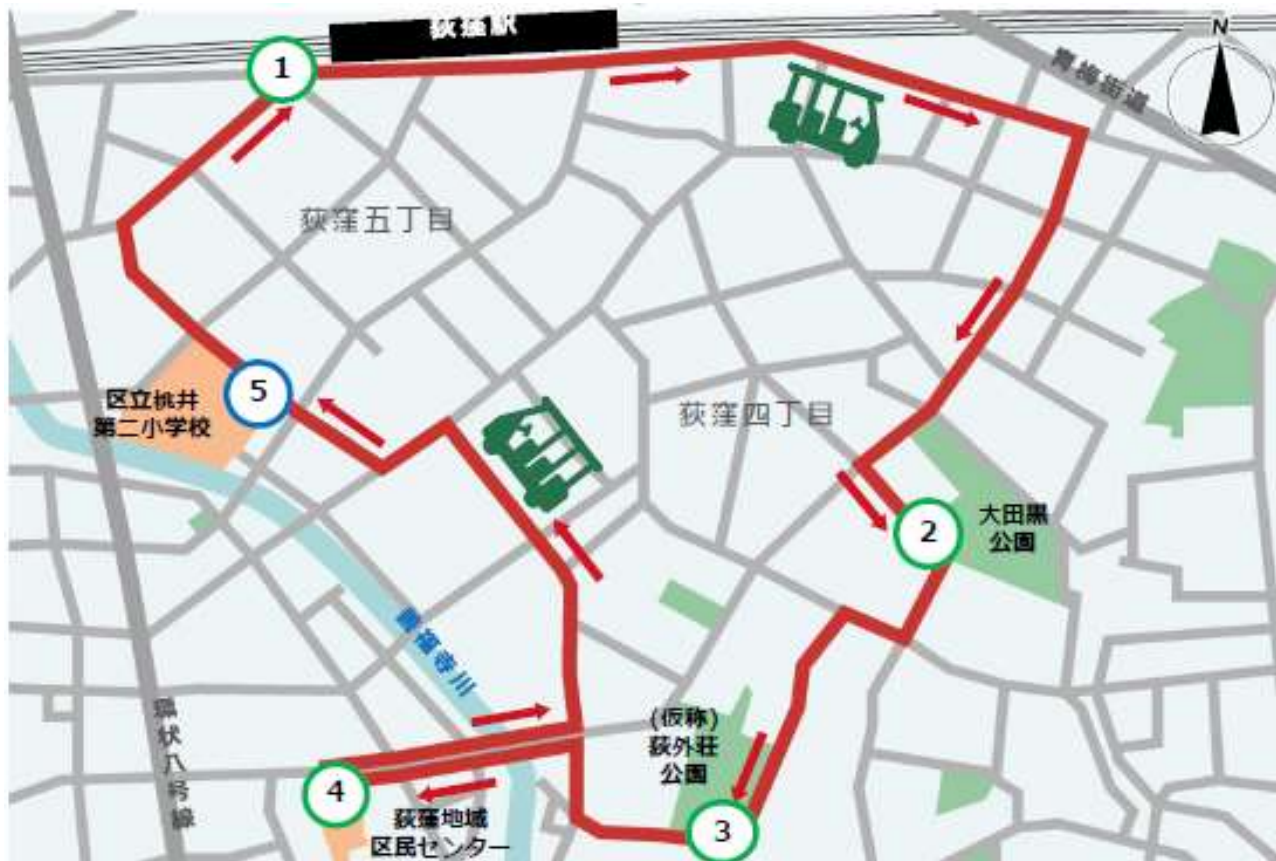 荻窪駅
1
N
青梅街道
荻窪五丁目
区立桃井
第二小学校
5
荻窪四丁目
2
大田黒
公園
善福寺川
環状八号線
(仮称)
荻外荘
公園
4
荻窪地域
区民センター
3